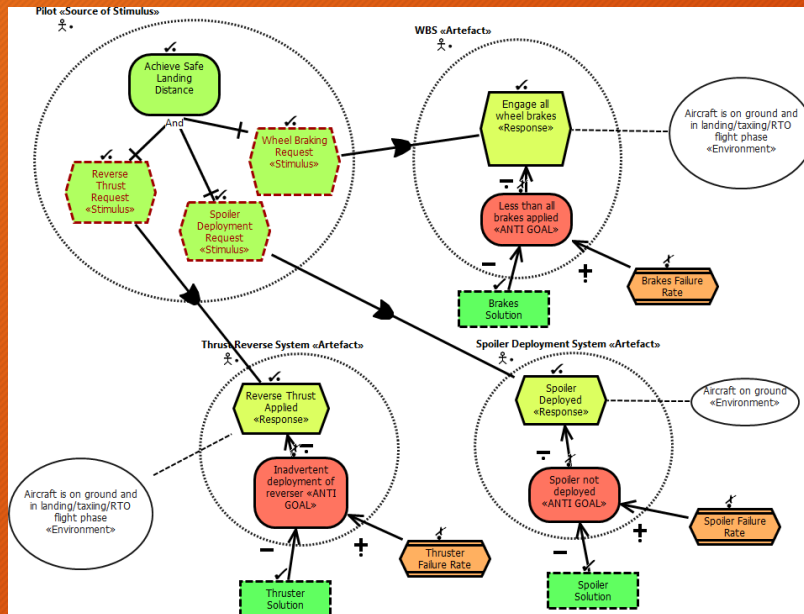 Pilot «Source of Stimulus»
Achieve Safe
Landing
Distance
And
Reverse
Thrust
Request
«Stimulus»
Spoiler
Deployment
Request
«Stimulus»
Wheel Braking
Request
«Stimulus»
WBS «Artefact»
Engage all
wheel brakes
«Response»
Aircraft is on ground and
in landing/taxiing/RTO
flight phase
«Environment»
Less than all
brakes applied
«ANTI GOAL»
Brakes
Solution
Brakes Failure
Rate
Thrust Reverse System «Artefact»
Reverse Thrust
Applied
«Response»
Inadvertent
deployment of
reverser «ANTI
GOAL»
Aircraft is on ground and
in landing/taxiing/RTO
flight phase
«Environment»
Thruster
Failure Rate
Thruster
Solution
Spoiler Deployment System «Artefact»
Spoiler
Deployed
«Response»
Aircraft on ground
«Environment»
Spoiler not
deployed
«ANTI GOAL»
Spoiler Failure
Rate
Spoiler
Solution